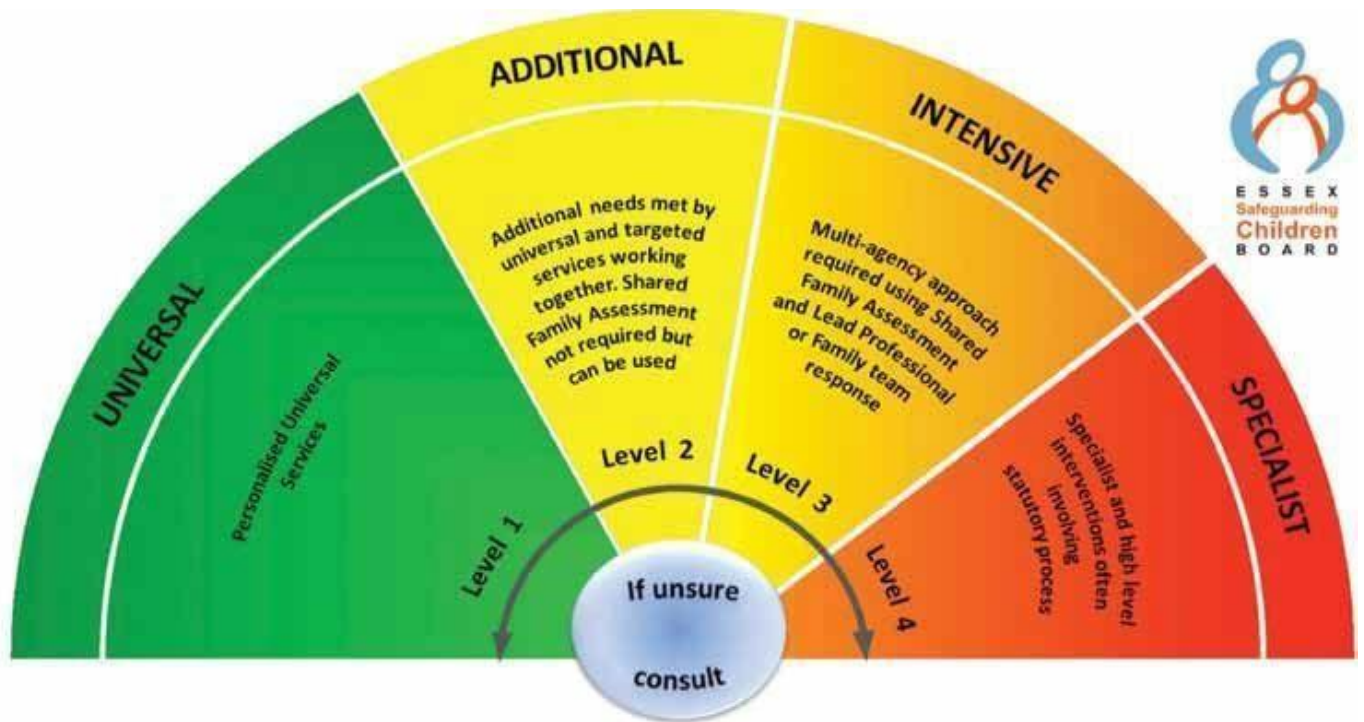 UNIVERSAL
Personalised Universal
Services
Level 1
ADDITIONAL
Additional needs met by
universal and targeted
services working
together. Shared
Family Assessment
not required but
can be used
Level 2
INTENSIVE
Multi-agency approach
required using Shared
Family Assessment
and Lead Professional
or Family team
response
Level 3
SPECIALIST
Specialist and high level
interventions often
involving
statutory process
Level 4
If unsure
consult
ESSEX
Safeguarding
Children
BOARD